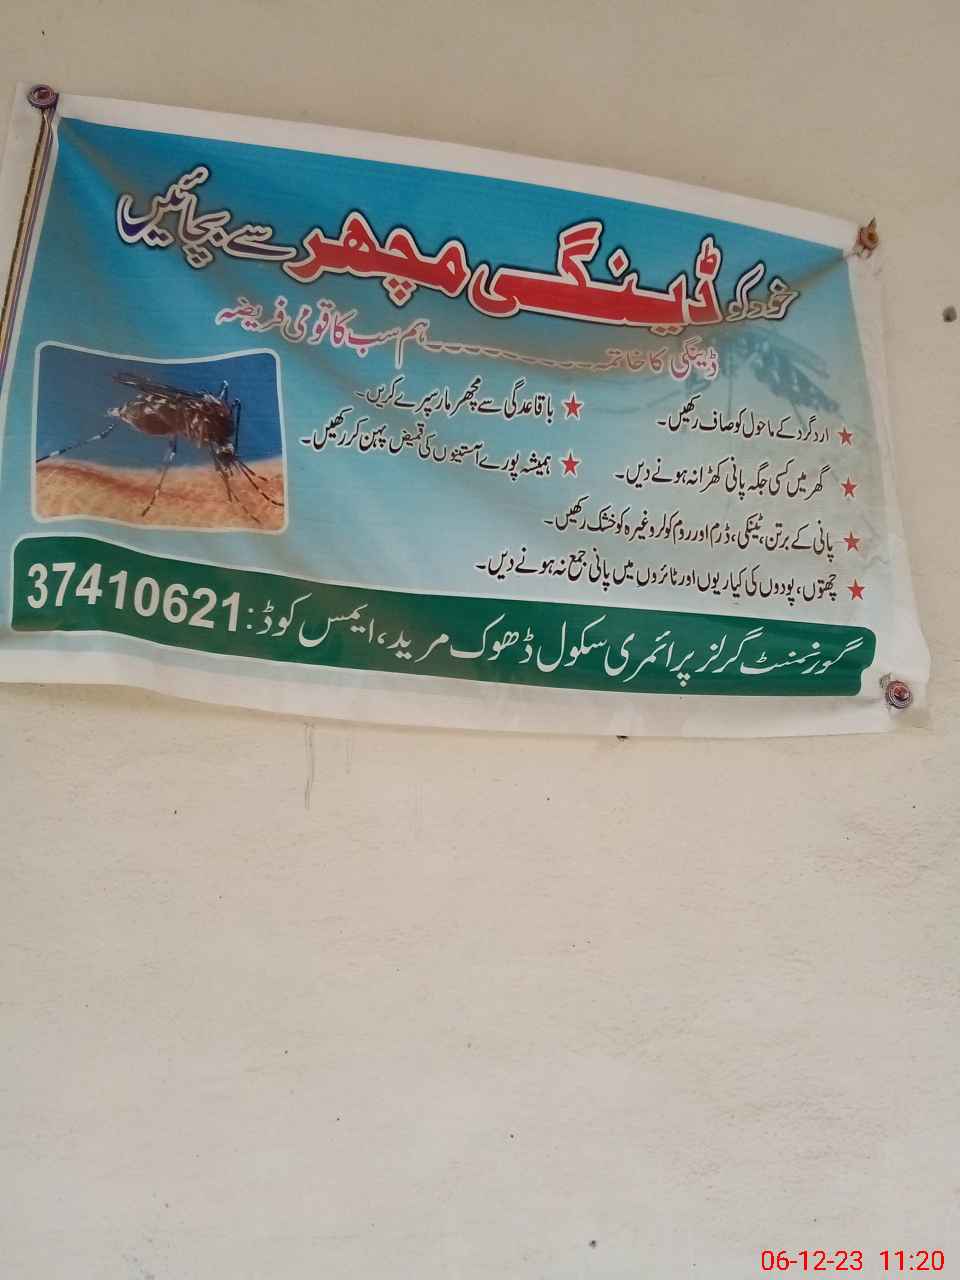 خود کو ڈینگی مچھر سے بچائیں
ڈینگی کا خاتمہ---------ہم سب کا قومی فریضہ
★ اردگرد کے ماحول کو صاف رکھیں۔
★ باقاعدگی سے مچھر مار سپرے کریں۔
★ گھر میں کسی جگہ پانی کھڑا نہ ہونے دیں۔
★ ہمیشہ پورے آستینوں کی قمیض پہن کر رکھیں۔
★ پانی کے برتن، ٹینکی، ڈرم اور روم کولر وغیرہ کو خشک رکھیں۔
★ چھتوں، پودوں کی کیاریوں اور ٹائروں میں پانی جمع نہ ہونے دیں۔
گورنمنٹ گرلز پرائمری سکول ڈھوک مرید، ایمس کوڈ: 37410621
06-12-23 11:20